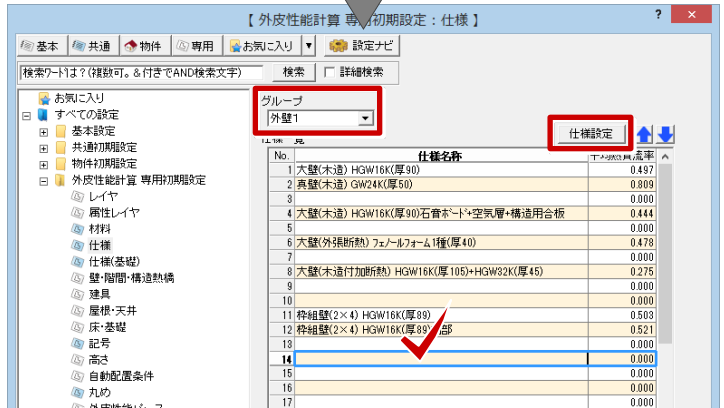 【 外皮性能計算 専用初期設定：仕様 】
? ×
基本 共通 物件 専用 お気に入り ▼ 設定ナビ
検索ワードは？(複数可。＆付きでAND検索文字) 検索 詳細検索
お気に入り
すべての設定
基本設定
共通初期設定
物件初期設定
外皮性能計算 専用初期設定
レイヤ
属性レイヤ
材料
仕様
仕様(基礎)
壁・階間・構造熱橋
建具
屋根・天井
床・基礎
記号
高さ
自動配置条件
丸め
グループ
外壁1
仕様設定
No. 仕様名称 平均熱貫流率
1 大壁(木造) HGW16K(厚90) 0.497
2 真壁(木造) GW24K(厚50) 0.809
3 0.000
4 大壁(木造) HGW16K(厚90)石膏ボード+空気層+構造用合板 0.444
5 0.000
6 大壁(外張断熱) フェノールフォーム1種(厚40) 0.478
7 0.000
8 大壁(木造付加断熱) HGW16K(厚105)+HGW32K(厚45) 0.275
9 0.000
10 0.000
11 枠組壁(2×4) HGW16K(厚89) 0.503
12 枠組壁(2×4) HGW16K(厚89) 部 0.521
13 0.000
14 0.000
15 0.000
16 0.000
17 0.000